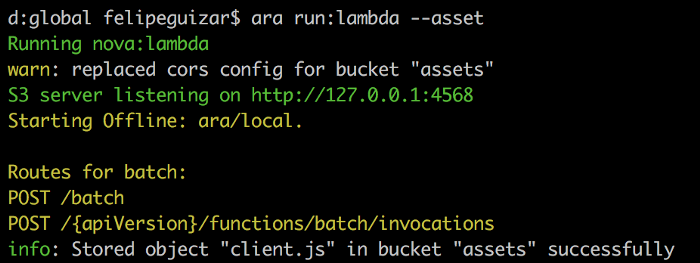 d:global felipeguizar$ ara run:lambda --asset
Running nova:lambda
warn: replaced cors config for bucket "assets"
S3 server listening on http://127.0.0.1:4568
Starting Offline: ara/local.
Routes for batch:
POST /batch
POST /{apiVersion}/functions/batch/invocations
info: Stored object "client.js" in bucket "assets" successfully